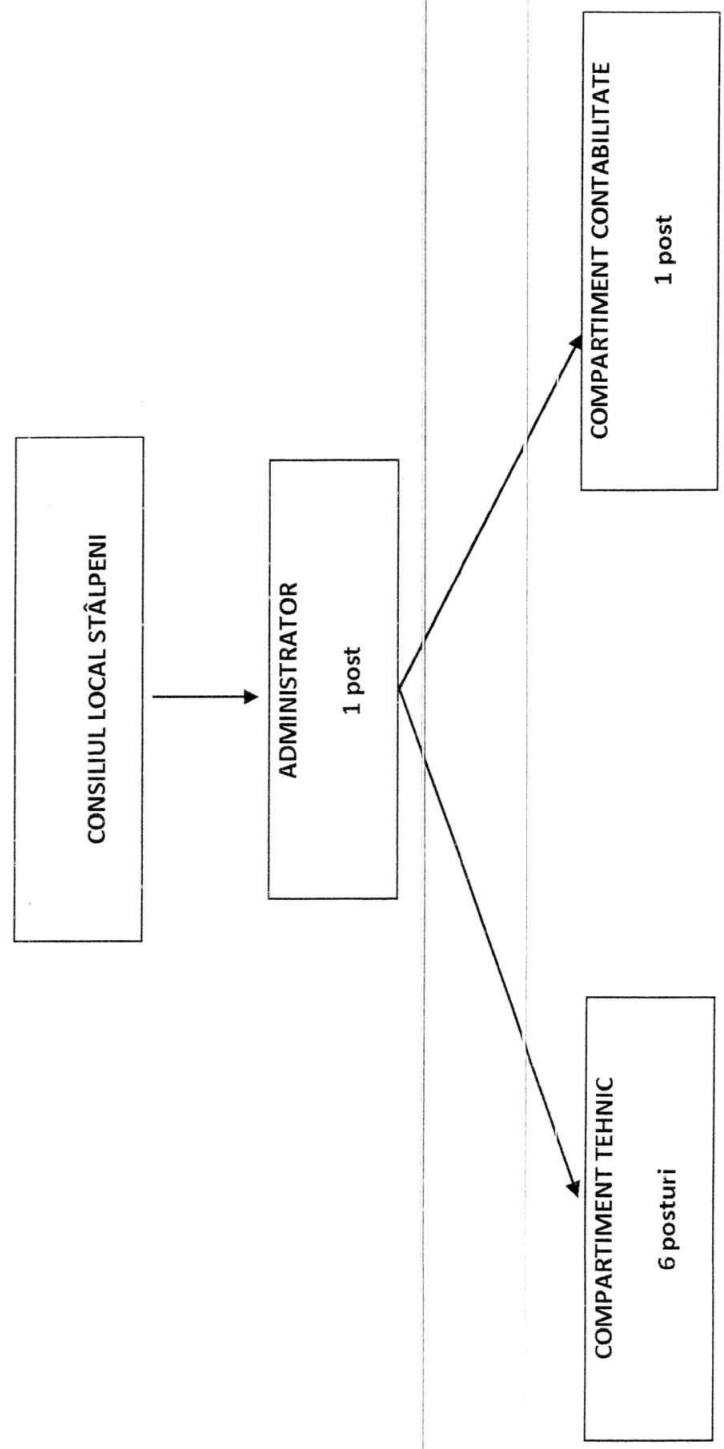 CONSILIUL LOCAL STÂLPENI
ADMINISTRATOR
1 post
COMPARTIMENT TEHNIC
6 posturi
COMPARTIMENT CONTABILITATE
1 post